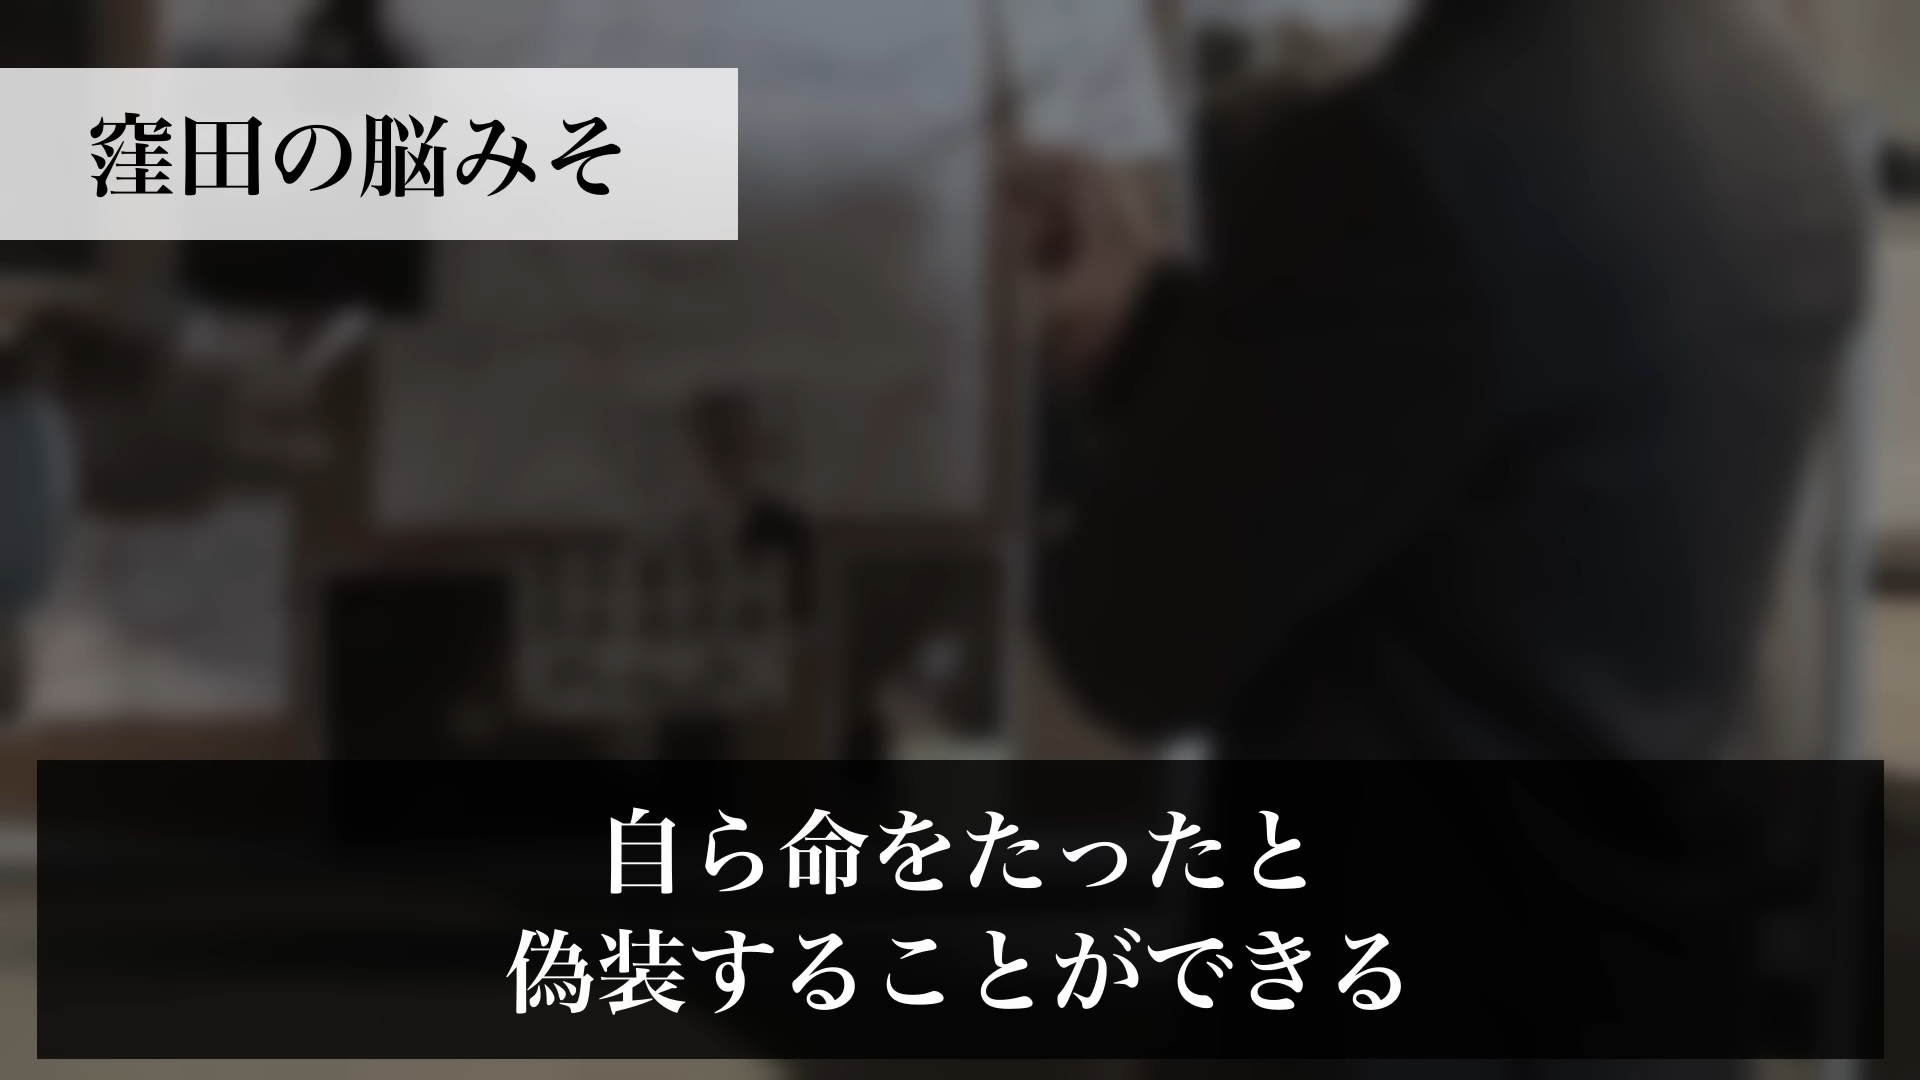 窪田の脳みそ
自ら命をたったと
偽装することができる